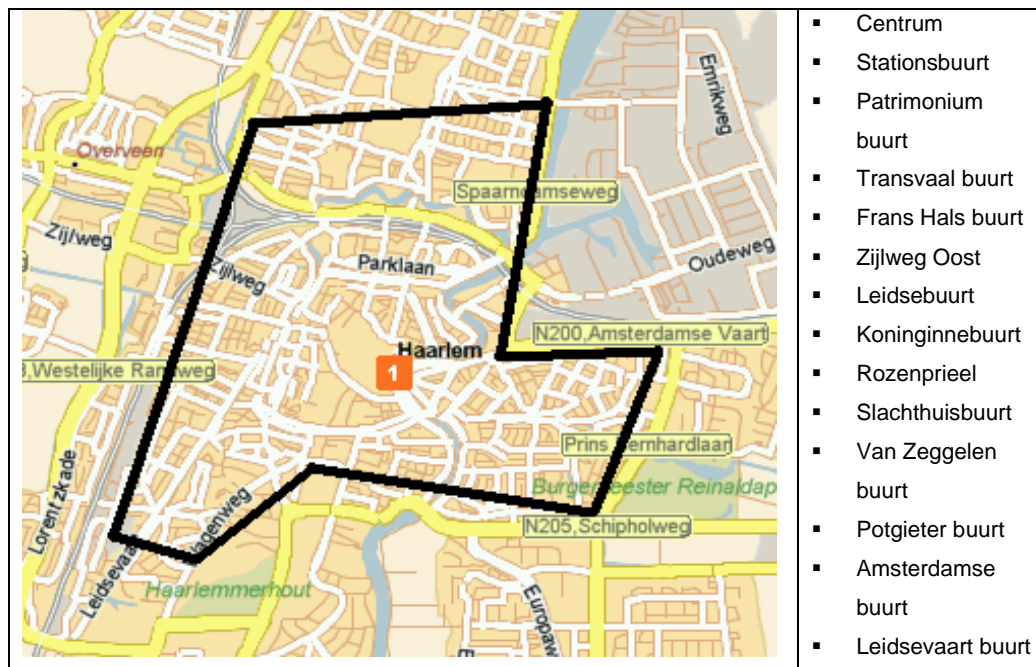 Emrikweg
Overveen
Spaarndamseweg
Zijlweg
Oudeweg
Parklaan
Zijlweg
N200,Amsterdamse Vaart
Haarlem
1
,Westelijke Randweg
Prins Bernhardlaan
Lorentzkade
Burgemeester Reinaldap
Wagenweg
N205,Schipholweg
Leidsevaa
Haarlemmerhout
Europaw
▪ Centrum
▪ Stationsbuurt
▪ Patrimonium
buurt
▪ Transvaal buurt
▪ Frans Hals buurt
▪ Zijlweg Oost
▪ Leidsebuurt
▪ Koninginnebuurt
▪ Rozenprieel
▪ Slachthuisbuurt
▪ Van Zeggelen
buurt
▪ Potgieter buurt
▪ Amsterdamse
buurt
▪ Leidsevaart buurt